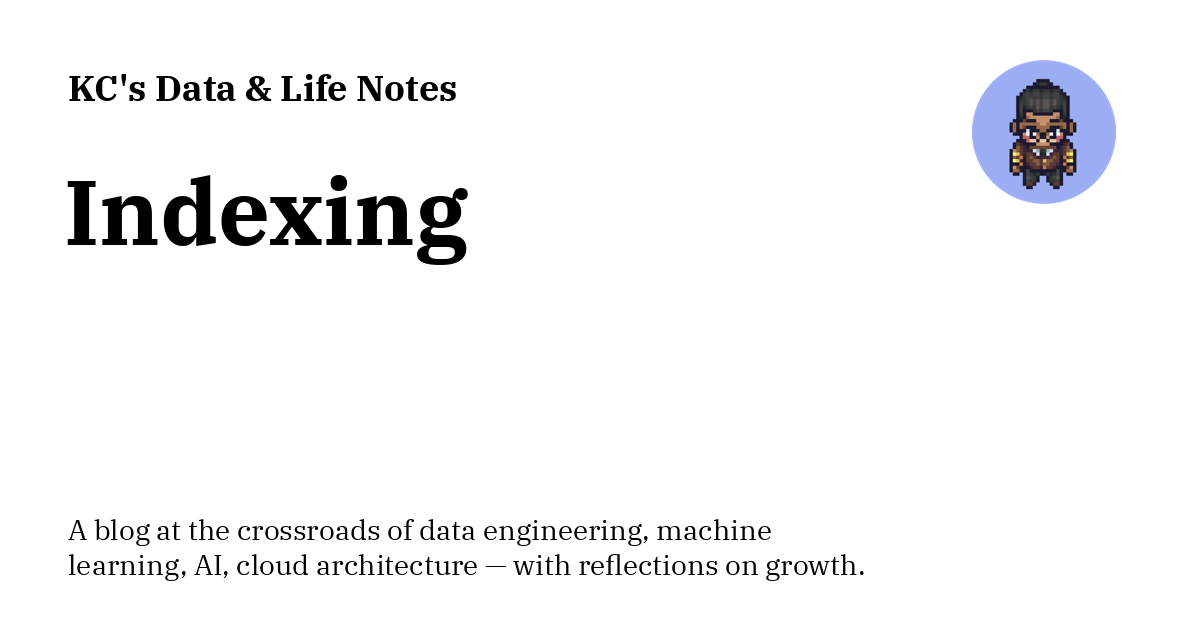 KC's Data & Life Notes
Indexing
A blog at the crossroads of data engineering, machine
learning, AI, cloud architecture — with reflections on growth.